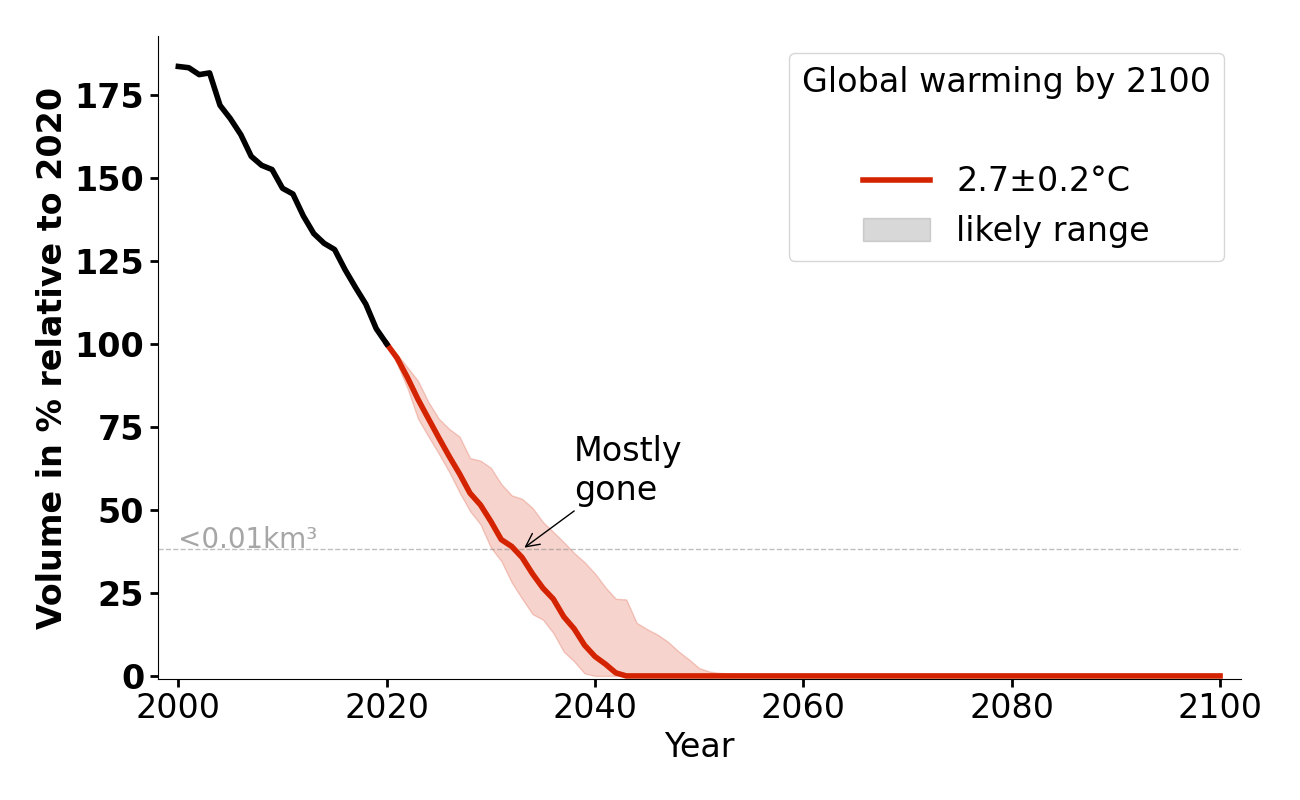 Volume in % relative to 2020
175
150
125
100
75
50
25
0
Global warming by 2100
2.7±0.2°C
likely range
Mostly
gone
<0.01km³
2000 2020 2040 2060 2080 2100
Year